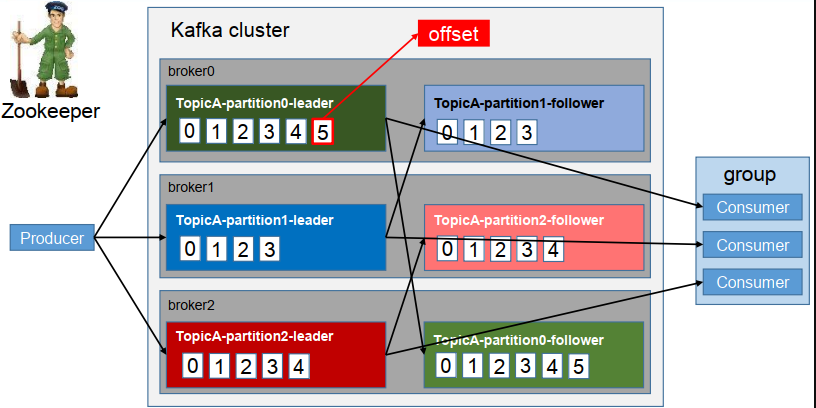 Zookeeper
Kafka cluster
offset
broker0
TopicA-partition0-leader
0 1 2 3 4 5
TopicA-partition1-follower
0 1 2 3
broker1
TopicA-partition1-leader
0 1 2 3
TopicA-partition2-follower
0 1 2 3 4
broker2
TopicA-partition2-leader
0 1 2 3 4
TopicA-partition0-follower
0 1 2 3 4 5
Producer
group
Consumer
Consumer
Consumer